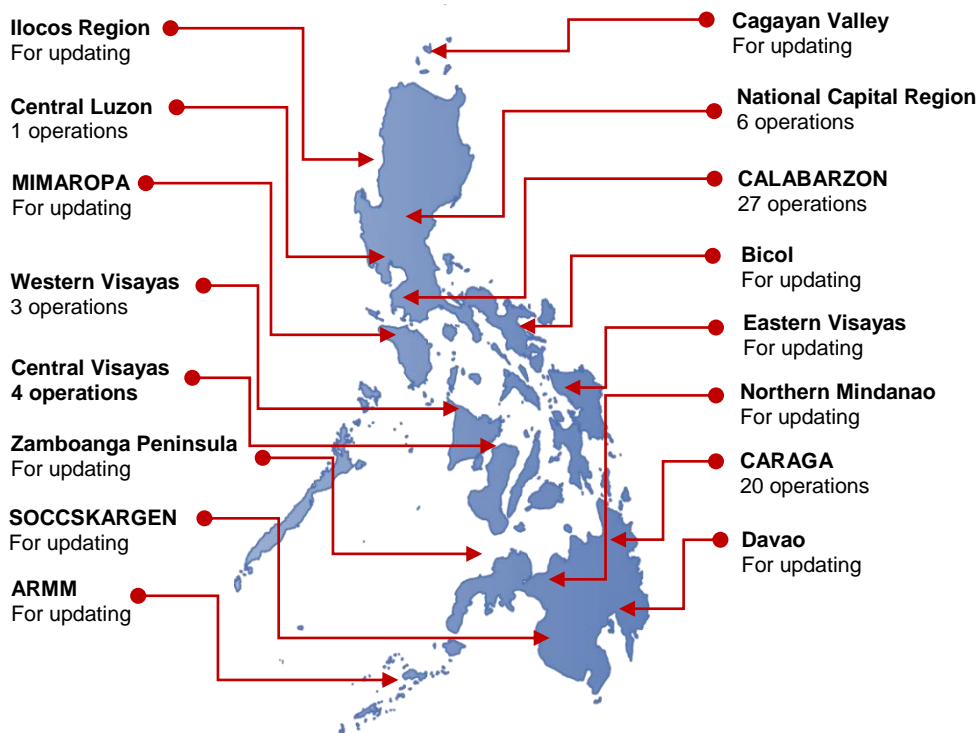 Ilocos Region
For updating
Central Luzon
1 operations
MIMAROPA
For updating
Western Visayas
3 operations
Central Visayas
4 operations
Zamboanga Peninsula
For updating
SOCCSKARGEN
For updating
ARMM
For updating
Cagayan Valley
For updating
National Capital Region
6 operations
CALABARZON
27 operations
Bicol
For updating
Eastern Visayas
For updating
Northern Mindanao
For updating
CARAGA
20 operations
Davao
For updating